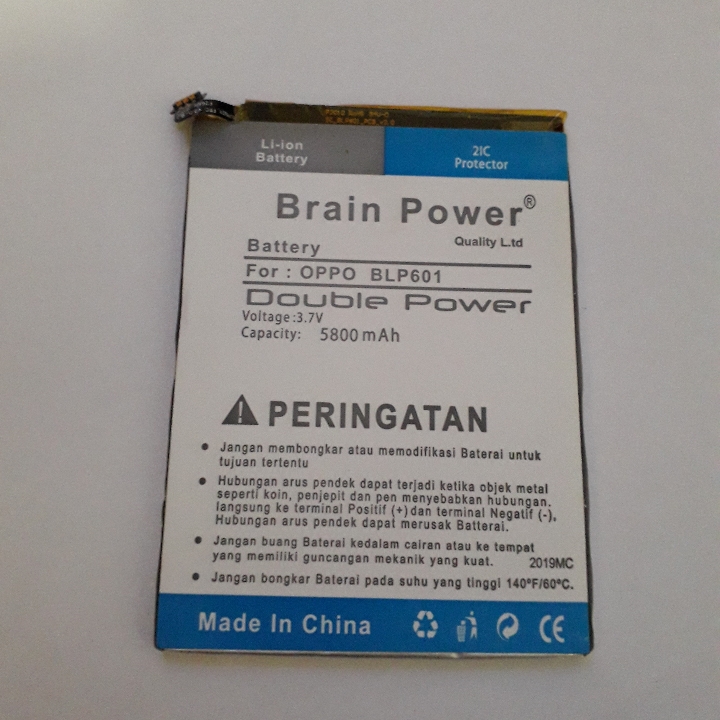 Li-ion
Battery
2IC
Protector
Brain Power®
Quality L.td
Battery
For : OPPO BLP601
Double Power
Voltage :3.7V
Capacity: 5800 mAh
PERINGATAN
• Jangan membongkar atau memodifikasi Baterai untuk
tujuan tertentu
• Hubungan arus pendek dapat terjadi ketika objek metal
seperti koin, penjepit dan pen menyebabkan hubungan.
langsung ke terminal Positif (+) dan terminal Negatif (-),
Hubungan arus pendek dapat merusak Batterai.
• Jangan buang Baterai kedalam cairan atau ke tempat
yang memiliki guncangan mekanik yang kuat.
2019MC
• Jangan bongkar Baterai pada suhu yang tinggi 140°F/60°C.
Made In China
CE